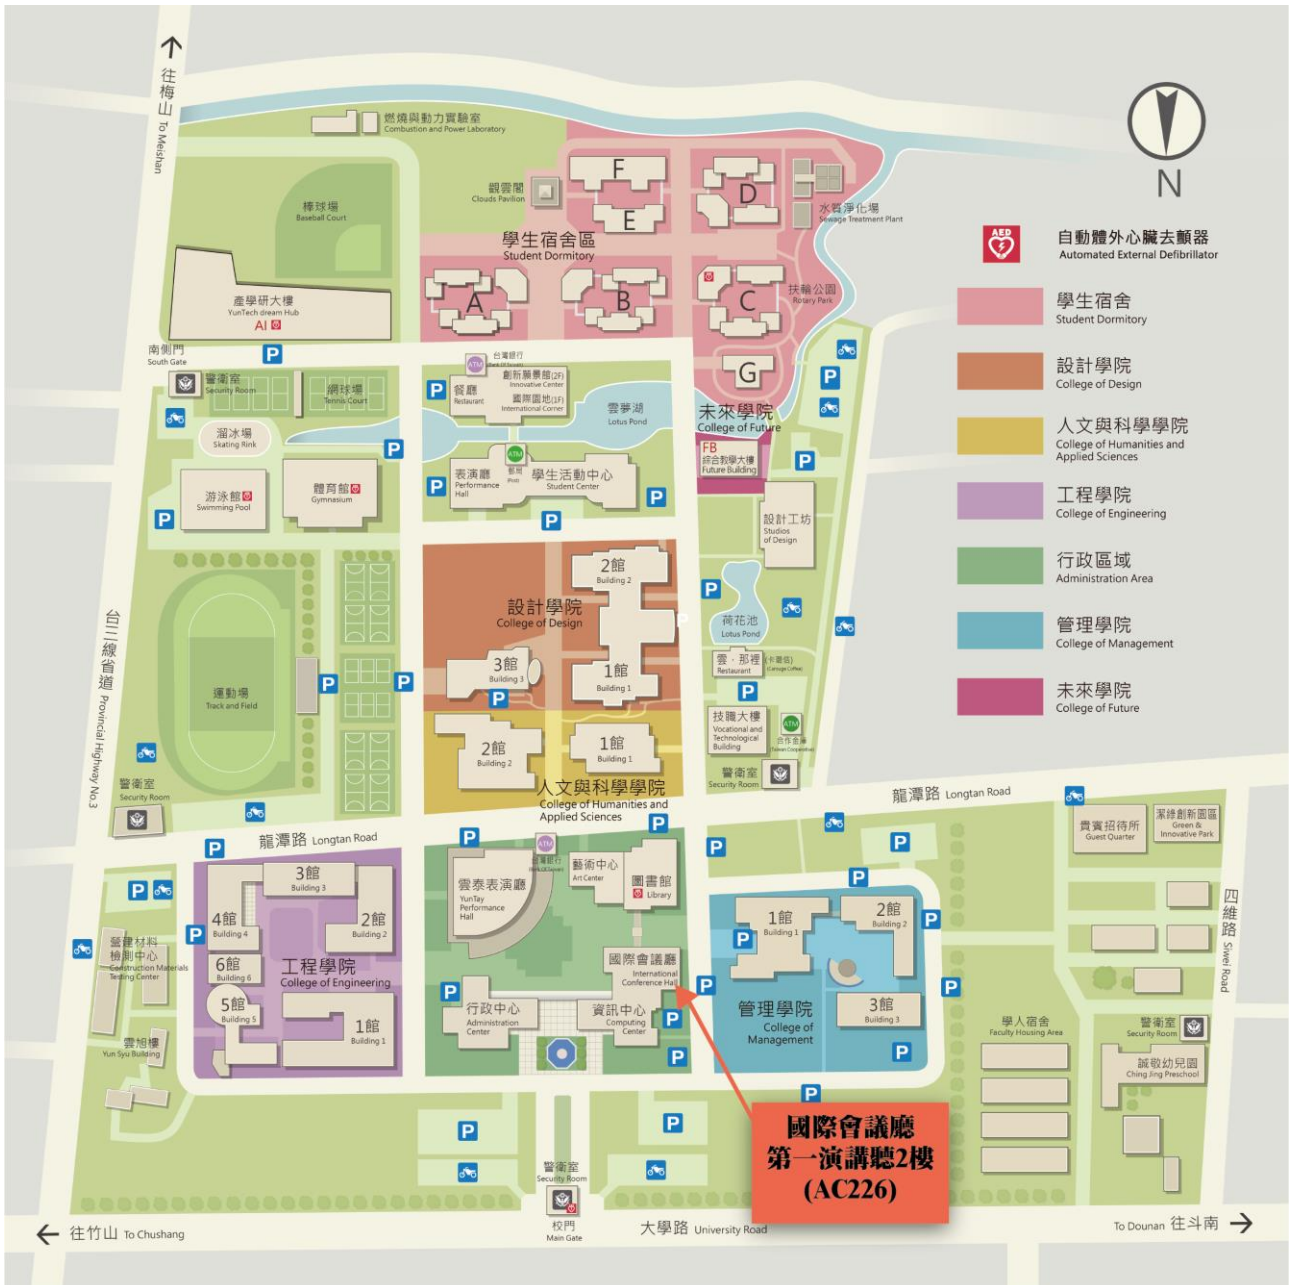 往梅山 To Meishan
燃燒與動力實驗室
Combustion and Power Laboratory
N
棒球場
Baseball Court
觀雲閣
Clouds Pavilion
F
E
D
水質淨化場
Sewage Treatment Plant
學生宿舍區
Student Dormitory
A
B
C
扶輪公園
Rotary Park
G
產學研大樓
YunTech dream Hub
AI
南側門
South Gate
P
警衛室
Security Room
網球場
Tennis Court
溜冰場
Skating Rink
游泳館
Swimming Pool
體育館
Gymnasium
ATM
台灣銀行
餐廳
Restaurant
創新願景館(2F)
Innovative Center
國際園地(1F)
International Corner
雲夢湖
Lotus Pond
表演廳
Performance
Hall
ATM
郵局
學生活動中心
Student Center
未來學院
College of Future
FB
綜合教學大樓
Future Building
設計工坊
Studios
of Design
自動體外心臟去顫器
AED
Automated External Defibrillator
學生宿舍
Student Dormitory
設計學院
College of Design
人文與科學學院
College of Humanities and
Applied Sciences
工程學院
College of Engineering
行政區域
Administration Area
管理學院
College of Management
未來學院
College of Future
台三線省道 Provincial Highway No.3
運動場
Track and Field
設計學院
College of Design
2館
Building 2
3館
Building 3
1館
Building 1
荷花池
Lotus Pond
雲．那裡
Restaurant
技職大樓
Vocational and
Technological
Building
ATM
合作金庫
警衛室
Security Room
2館
Building 2
1館
Building 1
人文與科學學院
College of Humanities and
Applied Sciences
警衛室
Security Room
龍潭路 Longtan Road
龍潭路 Longtan Road
貴賓招待所
Guest Quarter
潔綠創新園區
Green &
Innovative Park
四維路 Siwei Road
3館
Building 3
4館
Building 4
2館
Building 2
6館
Building 6
5館
Building 5
1館
Building 1
工程學院
College of Engineering
營建材料
檢測中心
Construction Materials
Testing Center
雲旭樓
Yun Syu Building
ATM
台灣銀行
雲泰表演廳
YunTay
Performance
Hall
藝術中心
Art Center
圖書館
Library
國際會議廳
International
Conference Hall
行政中心
Administration
Center
資訊中心
Computing
Center
1館
Building 1
2館
Building 2
3館
Building 3
管理學院
College of
Management
學人宿舍
Faculty Housing Area
警衛室
Security Room
誠敬幼兒園
Ching Jing Preschool
國際會議廳
第一演講聽2樓
(AC226)
警衛室
Security Room
校門
Main Gate
往竹山 To Chushang
大學路 University Road
To Dounan 往斗南